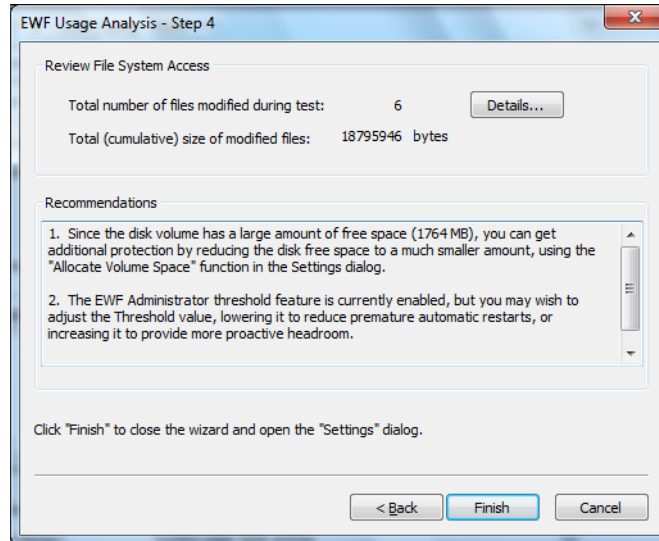 EWF Usage Analysis - Step 4
Review File System Access
Total number of files modified during test: 6 Details...
Total (cumulative) size of modified files: 18795946 bytes
Recommendations
1. Since the disk volume has a large amount of free space (1764 MB), you can get
additional protection by reducing the disk free space to a much smaller amount, using the
"Allocate Volume Space" function in the Settings dialog.
2. The EWF Administrator threshold feature is currently enabled, but you may wish to
adjust the Threshold value, lowering it to reduce premature automatic restarts, or
increasing it to provide more proactive headroom.
Click "Finish" to close the wizard and open the "Settings" dialog.
< Back Finish Cancel